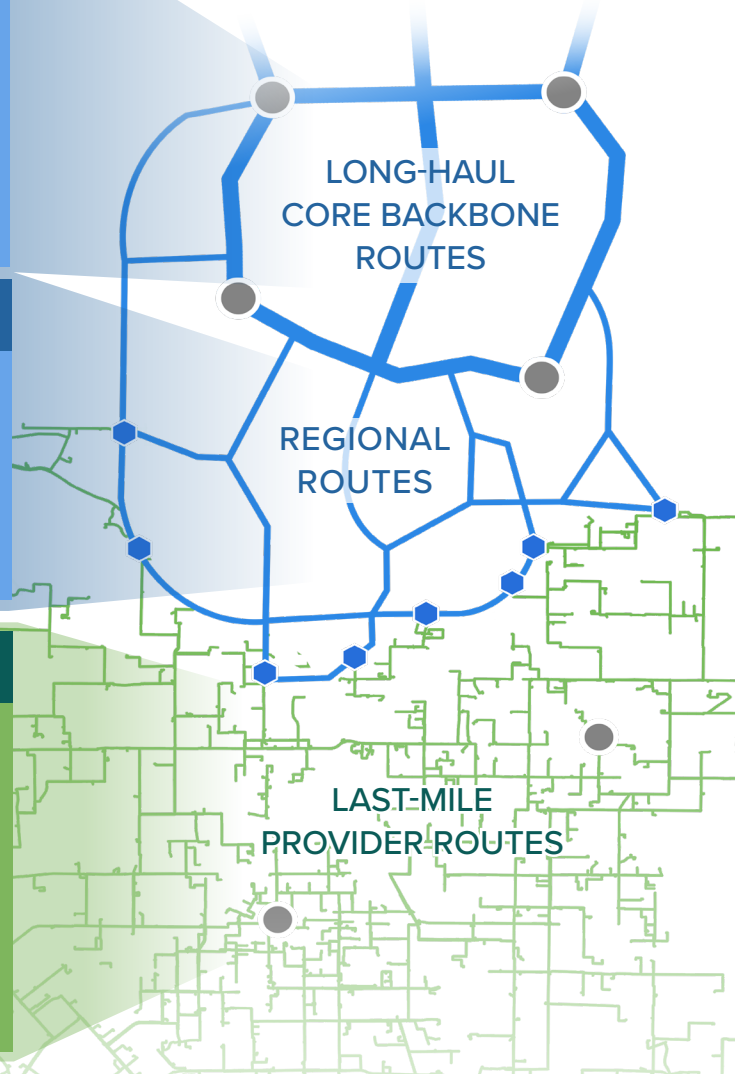 LONG-HAUL
CORE BACKBONE
ROUTES
REGIONAL
ROUTES
LAST-MILE
PROVIDER ROUTES